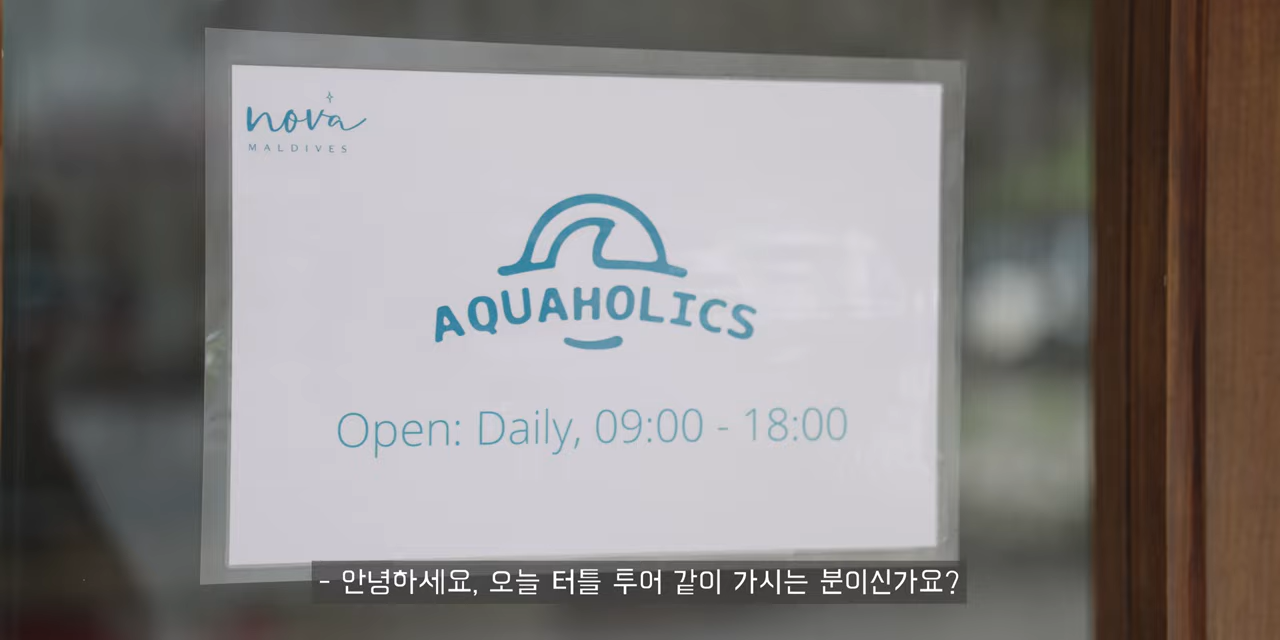 nova
MALDIVES
AQUAHOLICS
Open: Daily, 09:00 - 18:00
- 안녕하세요, 오늘 터틀 투어 같이 가시는 분이신가요?